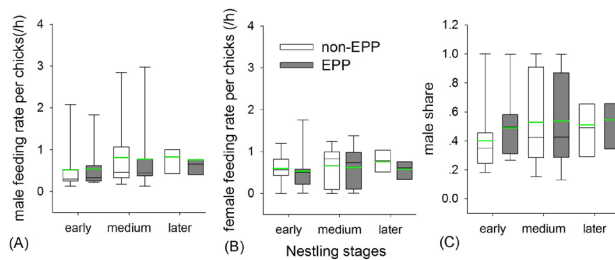 male feeding rate per chicks(/h)
4
3
2
1
0
early medium later
(A)
female feeding rate per chicks (/h)
4
3
2
1
0
non-EPP
EPP
early medium later
(B)
Nestling stages
male share
1.2
1.0
.8
.6
.4
.2
0.0
early medium later
(C)